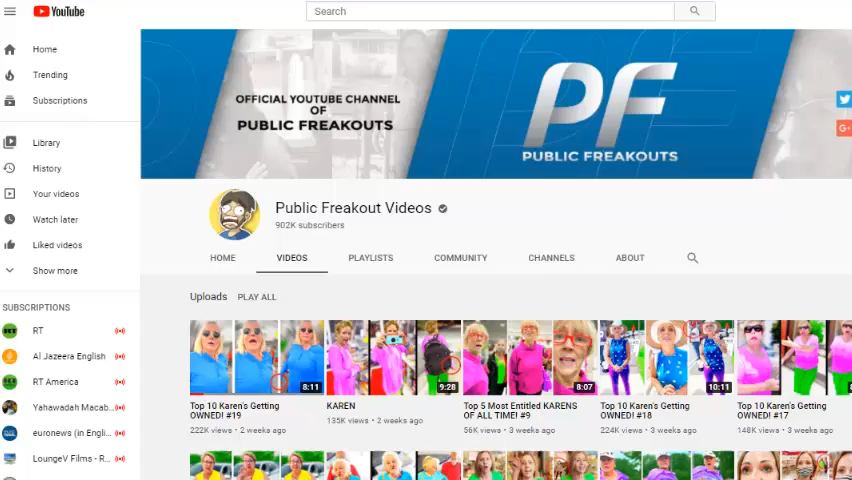 YouTube
Search
Home
Trending
Subscriptions
Library
History
Your videos
Watch later
Liked videos
Show more
SUBSCRIPTIONS
RT
Al Jazeera English
RT America
Yahawadah Macab...
euronews (in Engli...
LoungeV Films - R...
OFFICIAL YOUTUBE CHANNEL
OF
PUBLIC FREAKOUTS
PF
PUBLIC FREAKOUTS
G+
Public Freakout Videos
902K subscribers
HOME VIDEOS PLAYLISTS COMMUNITY CHANNELS ABOUT
Uploads PLAY ALL
8:11 9:28 8:07 10:11
Top 10 Karen's Getting
OWNED! #19
222K views • 2 weeks ago
KAREN
135K views • 2 weeks ago
Top 5 Most Entitled KARENS
OF ALL TIME! #9
56K views • 3 weeks ago
Top 10 Karen's Getting
OWNED! #18
224K views • 3 weeks ago
Top 10 Karen's Getting
OWNED! #17
148K views • 3 weeks ago